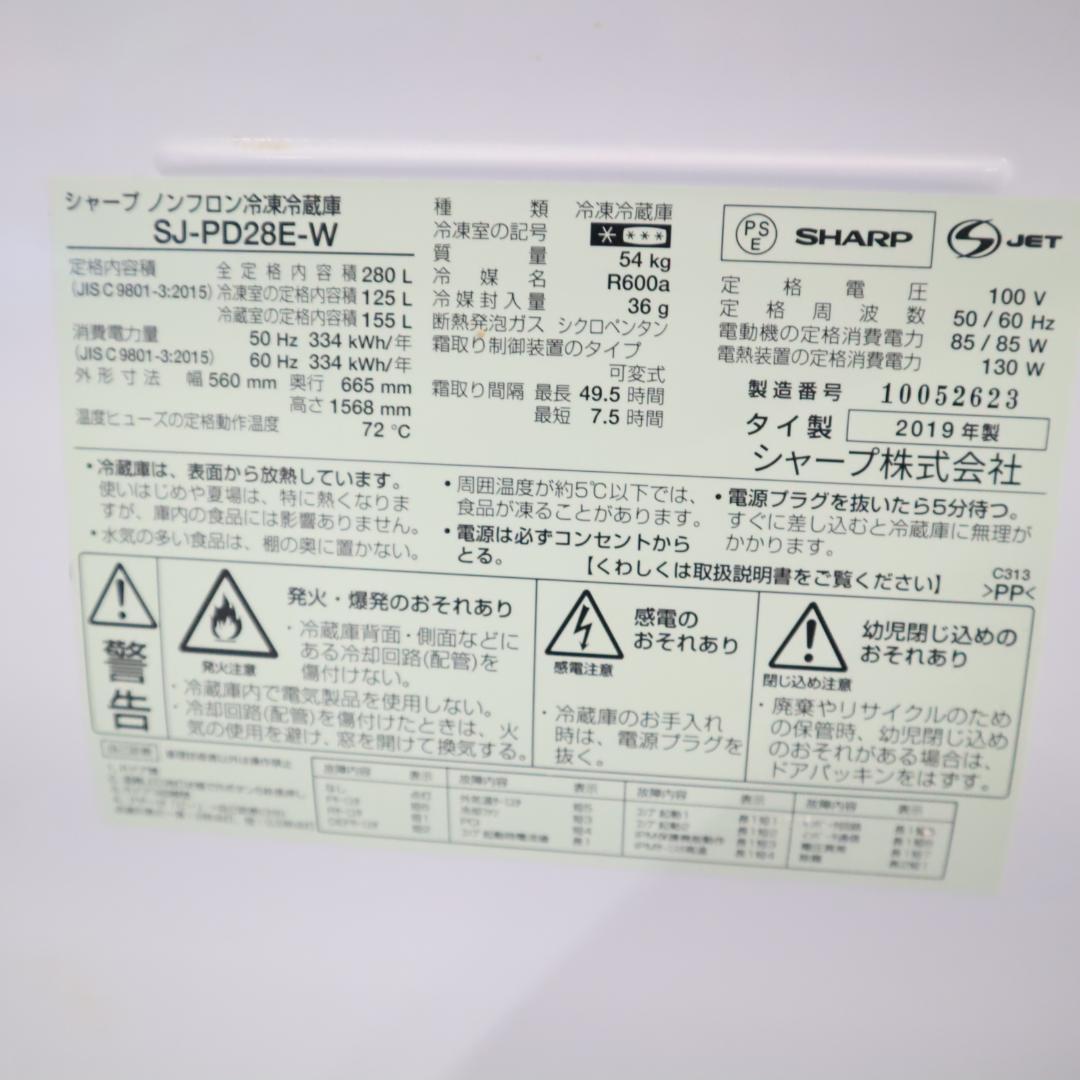 シャープ ノンフロン冷凍冷蔵庫
SJ-PD28E-W
定格内容積 全定格内容積 280 L
(JIS C 9801-3:2015) 冷凍室の定格内容積 125 L
冷蔵室の定格内容積 155 L
消費電力量 50 Hz 334 kWh/年
(JIS C 9801-3:2015) 60 Hz 334 kWh/年
外形寸法 幅 560 mm 奥行 665 mm
高さ 1568 mm
温度ヒューズの定格動作温度
72 ℃
種類 冷凍冷蔵庫
冷凍室の記号
質量 54 kg
冷媒名 R600a
冷媒封入量 36 g
断熱発泡ガス シクロペンタン
霜取り制御装置のタイプ
可変式
霜取り間隔 最長 49.5 時間
最短 7.5 時間
PS
E
SHARP
JET
定格電圧 100 V
定格周波数 50 / 60 Hz
電動機の定格消費電力 85 / 85 W
電熱装置の定格消費電力 130 W
製造番号 10052623
タイ製 2019 年製
シャープ株式会社
・冷蔵庫は、表面から放熱しています。
使いはじめや夏場は、特に熱くなりま
すが、庫内の食品には影響ありません。
・水気の多い食品は、棚の奥に置かない。
・周囲温度が約5℃以下では、
食品が凍ることがあります。
・電源は必ずコンセントから
とる。
・電源プラグを抜いたら5分待つ。
すぐに差し込むと冷蔵庫に無理が
かかります。
【くわしくは取扱説明書をご覧ください】
C313
>PP<
警告
発火注意
発火・爆発のおそれあり
・冷蔵庫背面・側面などに
ある冷却回路(配管)を
傷付けない。
・冷蔵庫内で電気製品を使用しない。
・冷却回路(配管)を傷付けたときは、火
気の使用を避け、窓を開けて換気する。
感電注意
感電の
おそれあり
・冷蔵庫のお手入れ
時は、電源プラグを
抜く。
閉じ込め注意
幼児閉じ込めの
おそれあり
・廃棄やリサイクルのため
の保管時、幼児閉じ込め
のおそれがある場合は、
ドアパッキンをはずす。
故障内容 表示
なし 点灯
故障内容 表示
故障内容 表示
故障内容 表示